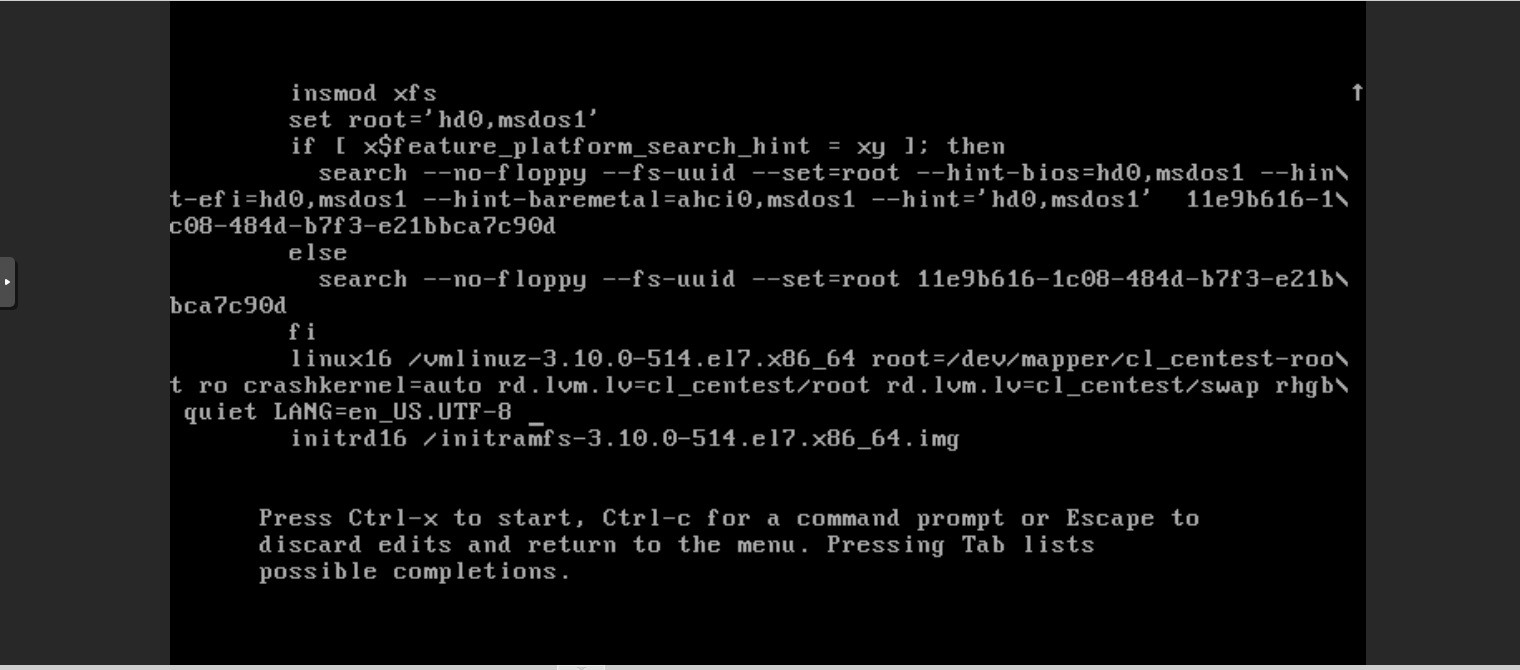 insmod xfs
set root='hd0,msdos1'
if [ x$feature_platform_search_hint = xy ]; then
search --no-floppy --fs-uuid --set=root --hint-bios=hd0,msdos1 --hin\
t-efi=hd0,msdos1 --hint-baremetal=ahci0,msdos1 --hint='hd0,msdos1'  11e9b616-1\
c08-484d-b7f3-e21bbca7c90d
else
search --no-floppy --fs-uuid --set=root 11e9b616-1c08-484d-b7f3-e21b\
bca7c90d
fi
linux16 /vmlinuz-3.10.0-514.el7.x86_64 root=/dev/mapper/cl_centest-roo\
t ro crashkernel=auto rd.lvm.lv=cl_centest/root rd.lvm.lv=cl_centest/swap rhgb\
quiet LANG=en_US.UTF-8 _
initrd16 /initramfs-3.10.0-514.el7.x86_64.img
Press Ctrl-x to start, Ctrl-c for a command prompt or Escape to
discard edits and return to the menu. Pressing Tab lists
possible completions.